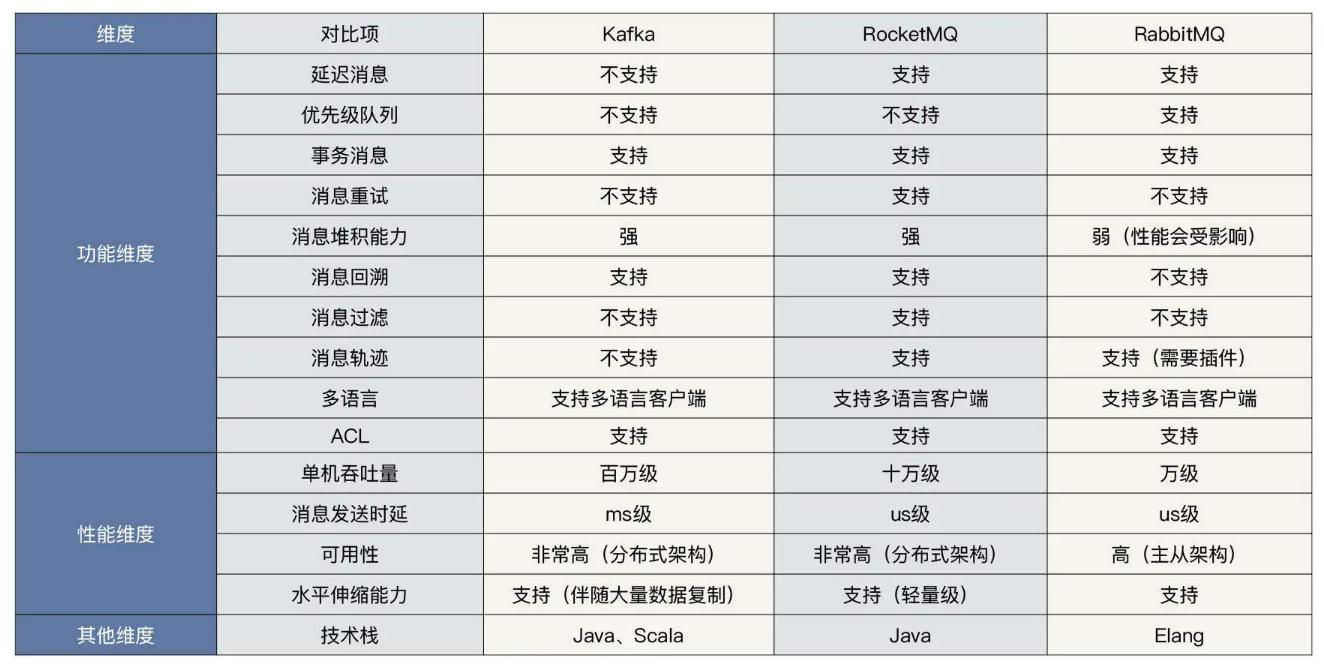 维度 对比项 Kafka RocketMQ RabbitMQ
功能维度
延迟消息 不支持 支持 支持
优先级队列 不支持 不支持 支持
事务消息 支持 支持 支持
消息重试 不支持 支持 不支持
消息堆积能力 强 强 弱（性能会受影响）
消息回溯 支持 支持 不支持
消息过滤 不支持 支持 不支持
消息轨迹 不支持 支持 支持（需要插件）
多语言 支持多语言客户端 支持多语言客户端 支持多语言客户端
ACL 支持 支持 支持
性能维度
单机吞吐量 百万级 十万级 万级
消息发送时延 ms级 us级 us级
可用性 非常高（分布式架构） 非常高（分布式架构） 高（主从架构）
水平伸缩能力 支持（伴随大量数据复制） 支持（轻量级） 支持
其他维度 技术栈 Java、Scala Java Elang